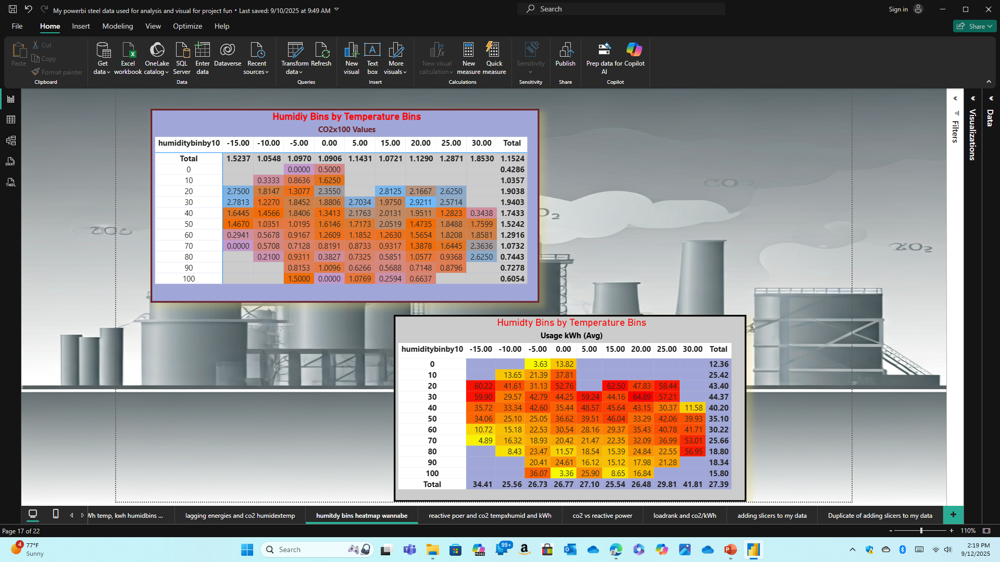 My powerbi steel data used for analysis and visual for project fun • Last saved: 9/10/2025 at 9:49 AM
Search
Sign in
File Home Insert Modeling View Optimize Help
Share
Paste
Cut
Copy
Format painter
Clipboard
Get data
Excel workbook
OneLake catalog
SQL Server
Enter data
Dataverse
Recent sources
Data
Transform data
Refresh
Queries
New visual
Text box
More visuals
Insert
New visual calculation
New measure
Quick measure
Calculations
Sensitivity
Sensitivity
Publish
Share
Prep data for AI
Copilot
Copilot
DAX
TMDL
Humidiy Bins by Temperature Bins
CO2x100 Values
humiditybinby10 -15.00 -10.00 -5.00 0.00 5.00 15.00 20.00 25.00 30.00 Total
Total 1.5237 1.0548 1.0970 1.0906 1.1431 1.0721 1.1290 1.2871 1.8530 1.1524
0 0.0000 0.5000 0.4286
10 0.3333 0.8636 1.6250 1.0357
20 2.7500 1.8147 1.3077 2.3550 2.8125 2.1667 2.6250 1.9038
30 2.7813 1.2270 1.8452 1.8806 2.7034 1.9750 2.9211 2.5714 1.9403
40 1.6445 1.4566 1.8406 1.3413 2.1763 2.0131 1.9511 1.2823 0.3438 1.7433
50 1.4670 1.0351 1.0195 1.6146 1.7173 2.0519 1.4735 1.8488 1.7599 1.5242
60 0.2941 0.5678 0.9167 1.2609 1.1852 1.2630 1.5654 1.8208 1.8581 1.2916
70 0.0000 0.5708 0.7128 0.8191 0.8733 0.9317 1.3878 1.6445 2.3636 1.0732
80 0.2100 0.9311 0.3827 0.7325 0.5851 1.0577 0.9368 2.6250 0.7443
90 0.8153 1.0096 0.6266 0.5688 0.7148 0.8796 0.7278
100 1.5000 0.0000 1.0769 0.2594 0.6637 0.6054
Humidty Bins by Temperature Bins
Usage kWh (Avg)
humiditybinby10 -15.00 -10.00 -5.00 0.00 5.00 15.00 20.00 25.00 30.00 Total
0 3.63 13.82 12.36
10 13.65 21.39 37.81 25.42
20 60.22 41.61 31.13 52.76 62.50 47.83 58.44 43.40
30 59.90 29.57 42.79 44.25 59.24 44.16 64.89 57.21 44.37
40 35.72 33.34 42.60 35.44 48.57 45.64 43.15 30.37 11.58 40.20
50 34.06 25.10 25.05 36.62 39.51 46.04 33.29 42.06 39.93 35.10
60 10.72 15.18 22.53 30.54 28.16 29.37 35.43 40.78 41.71 30.22
70 4.89 16.32 18.93 20.42 21.47 22.35 32.09 36.99 53.01 25.66
80 8.43 23.47 11.57 18.54 15.39 24.84 22.55 56.95 18.80
90 20.41 24.61 16.12 15.12 17.98 21.28 18.34
100 36.07 3.36 25.90 8.65 16.84 15.80
Total 34.41 25.56 26.73 26.77 27.10 25.54 26.48 29.81 41.81 27.39
CO2
Filters
Visualizations
Data
Wh temp, kwh humidbins ...
lagging energies and co2 humidextemp
humitdy bins heatmap wannabe
reactive poer and co2 tempxhumid and kWh
co2 vs reactive power
loadrank and co2/kWh
adding slicers to my data
Duplicate of adding slicers to my data
+
Page 17 of 22
- + 110%
4
77°F
Sunny
Search
M365
99+
2:19 PM
9/12/2025